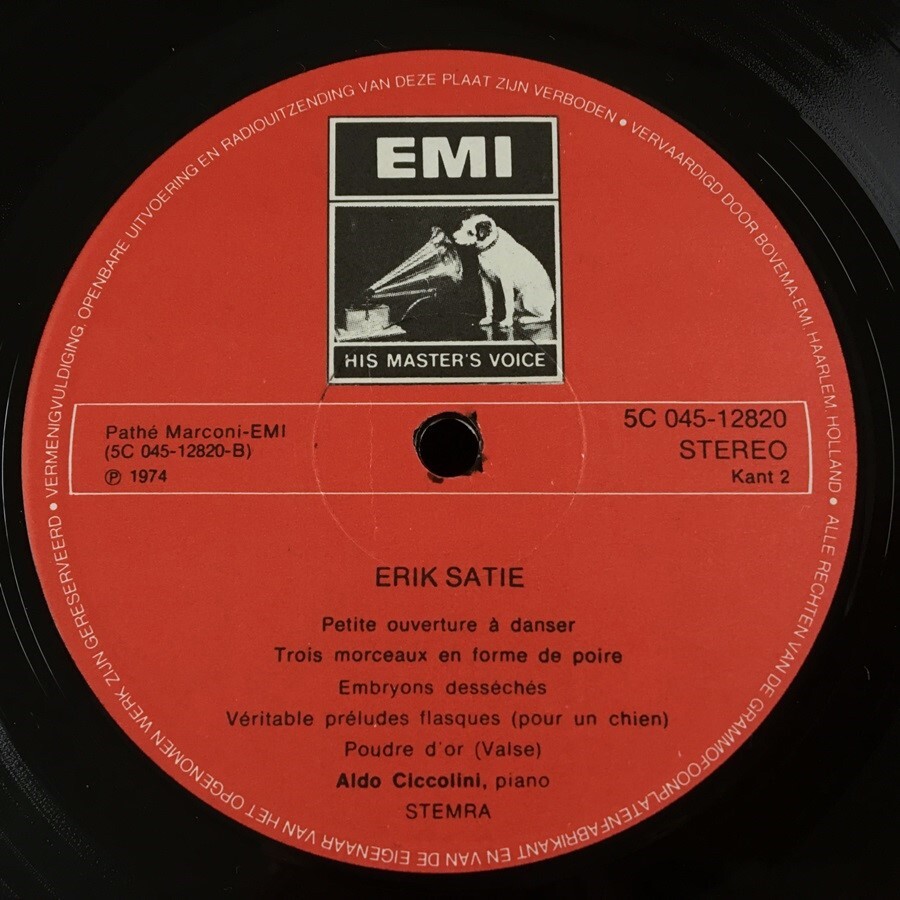 EMI
HIS MASTER'S VOICE
Pathé Marconi-EMI
(5C 045-12820-B)
℗ 1974
5C 045-12820
STEREO
Kant 2
ERIK SATIE
Petite ouverture à danser
Trois morceaux en forme de poire
Embryons desséchés
Véritable préludes flasques (pour un chien)
Poudre d'or (Valse)
Aldo Ciccolini, piano
STEMRA
VERVAARDIGD DOOR BOVEMA-EMI, HAARLEM, HOLLAND • ALLE RECHTEN VAN DE GRAMMOFOONPLATENFABRIKANT EN VAN DE EIGENAAR VAN HET OPGENOMEN WERK ZIJN GERESERVEERD • VERMENIGVULDIGING, OPENBARE UITVOERING EN RADIOUITZENDING VAN DEZE PLAAT ZIJN VERBODEN •